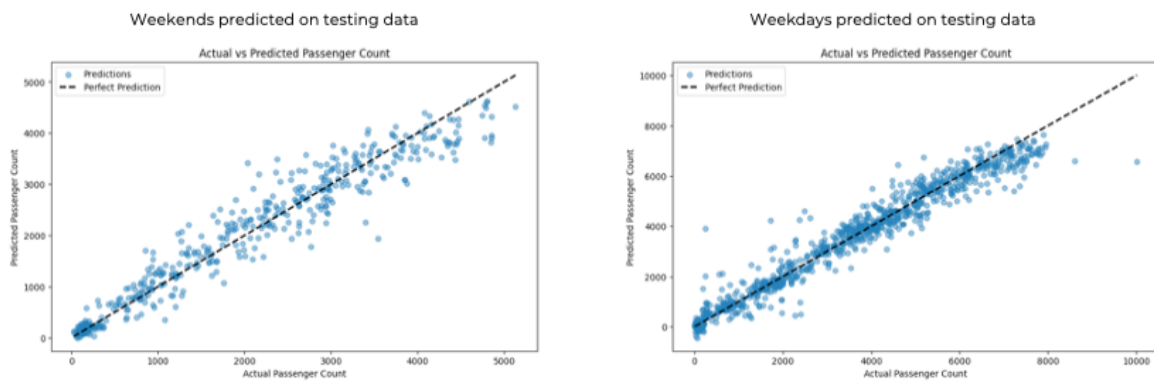 Weekends predicted on testing data
Actual vs Predicted Passenger Count
Predictions
Perfect Prediction
5000
4000
3000
2000
1000
0
Predicted Passenger Count
0 1000 2000 3000 4000 5000
Actual Passenger Count
Weekdays predicted on testing data
Actual vs Predicted Passenger Count
Predictions
Perfect Prediction
10000
8000
6000
4000
2000
0
Predicted Passenger Count
0 2000 4000 6000 8000 10000
Actual Passenger Count